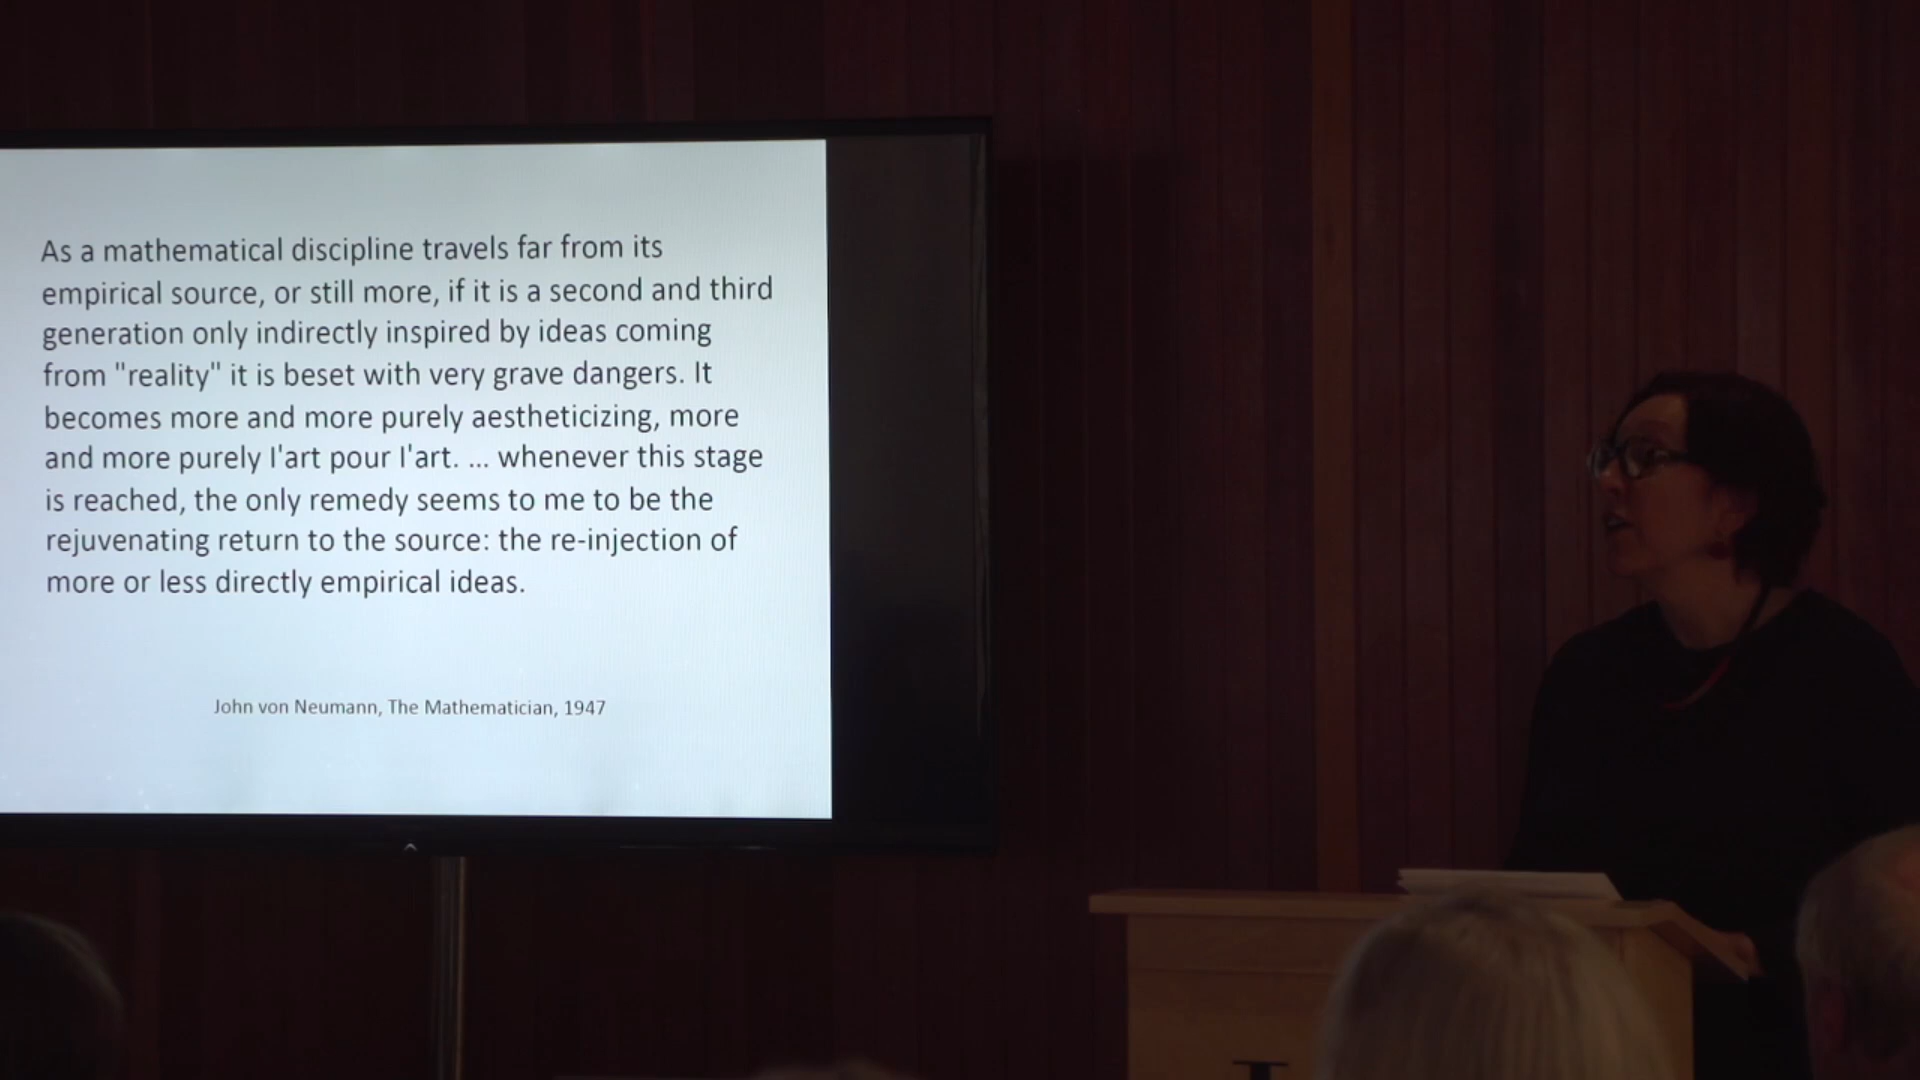 As a mathematical discipline travels far from its
empirical source, or still more, if it is a second and third
generation only indirectly inspired by ideas coming
from "reality" it is beset with very grave dangers. It
becomes more and more purely aestheticizing, more
and more purely l'art pour l'art. ... whenever this stage
is reached, the only remedy seems to me to be the
rejuvenating return to the source: the re-injection of
more or less directly empirical ideas.
John von Neumann, The Mathematician, 1947